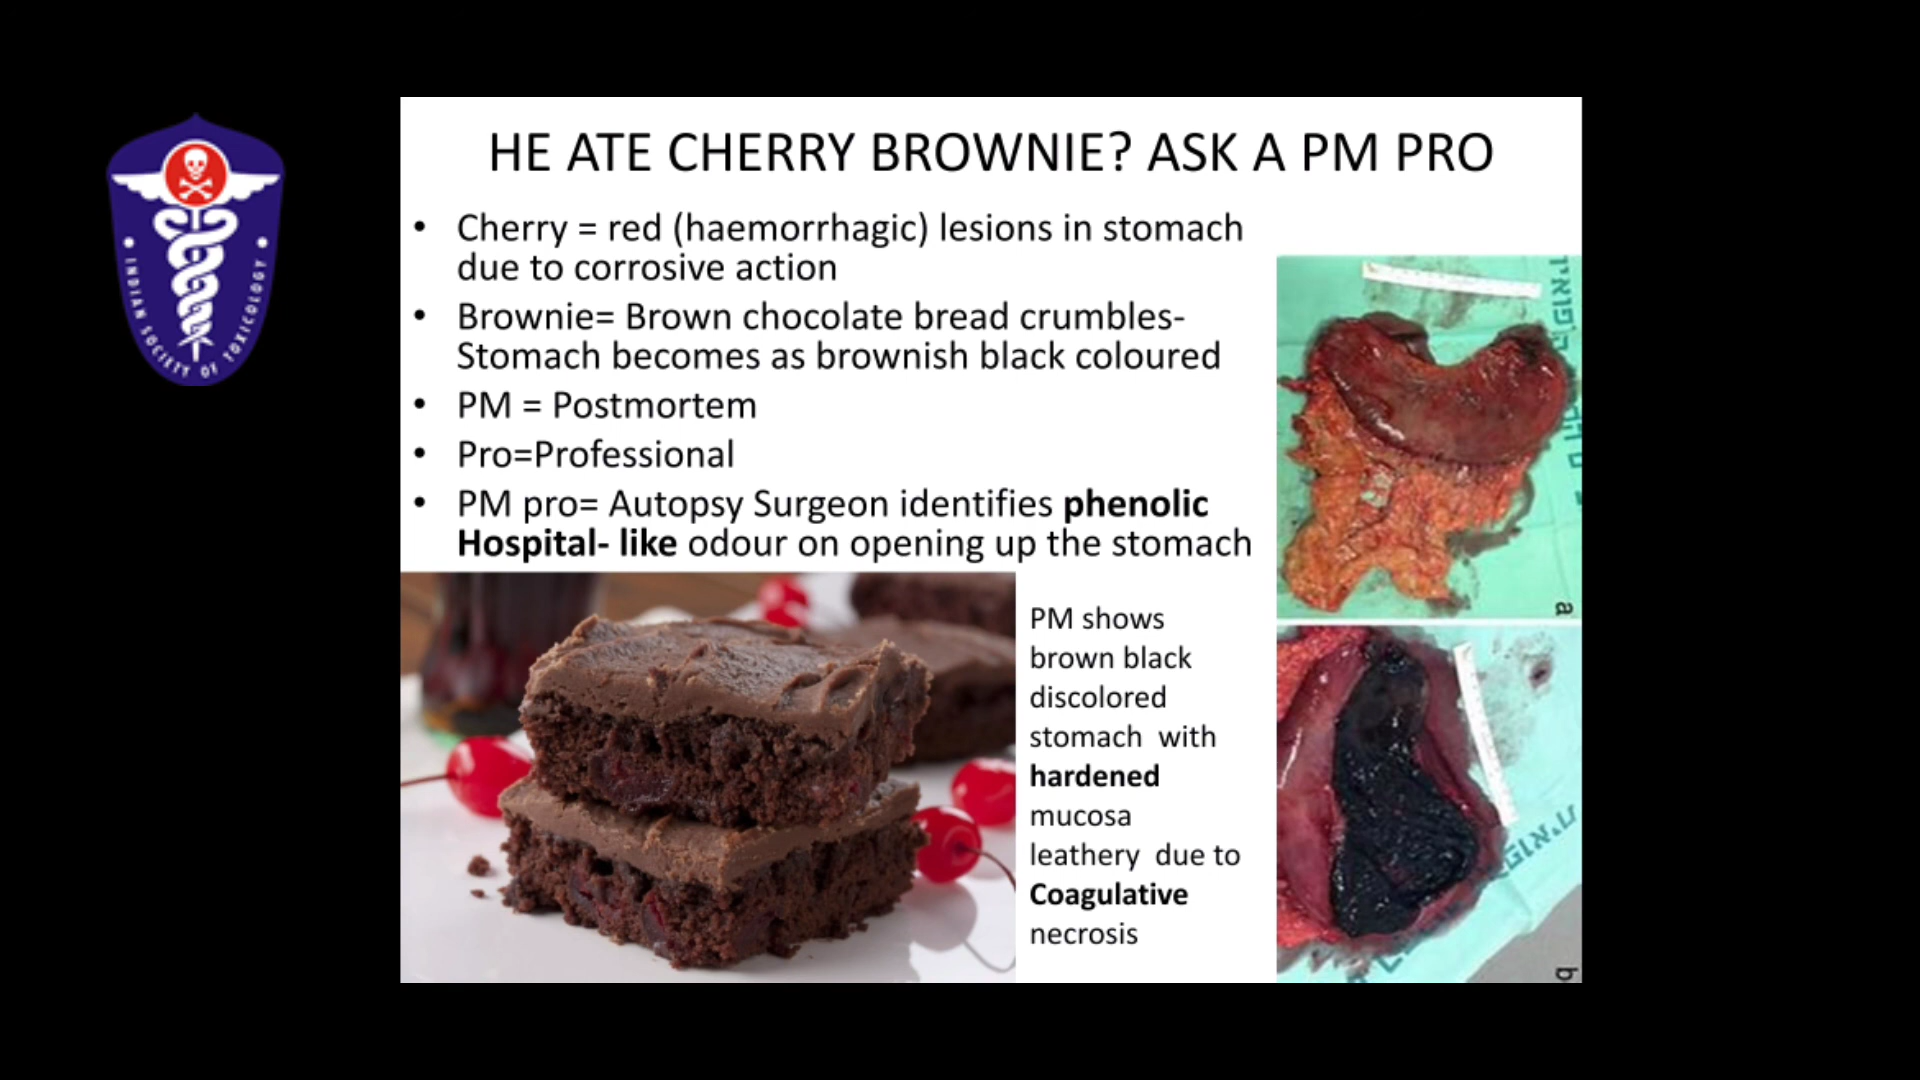 HE ATE CHERRY BROWNIE? ASK A PM PRO
• Cherry = red (haemorrhagic) lesions in stomach
due to corrosive action
• Brownie= Brown chocolate bread crumbles-
Stomach becomes as brownish black coloured
• PM = Postmortem
• Pro=Professional
• PM pro= Autopsy Surgeon identifies phenolic
Hospital- like odour on opening up the stomach
PM shows
brown black
discolored
stomach with
hardened
mucosa
leathery due to
Coagulative
necrosis
a
b
INDIAN SOCIETY OF TOXICOLOGY